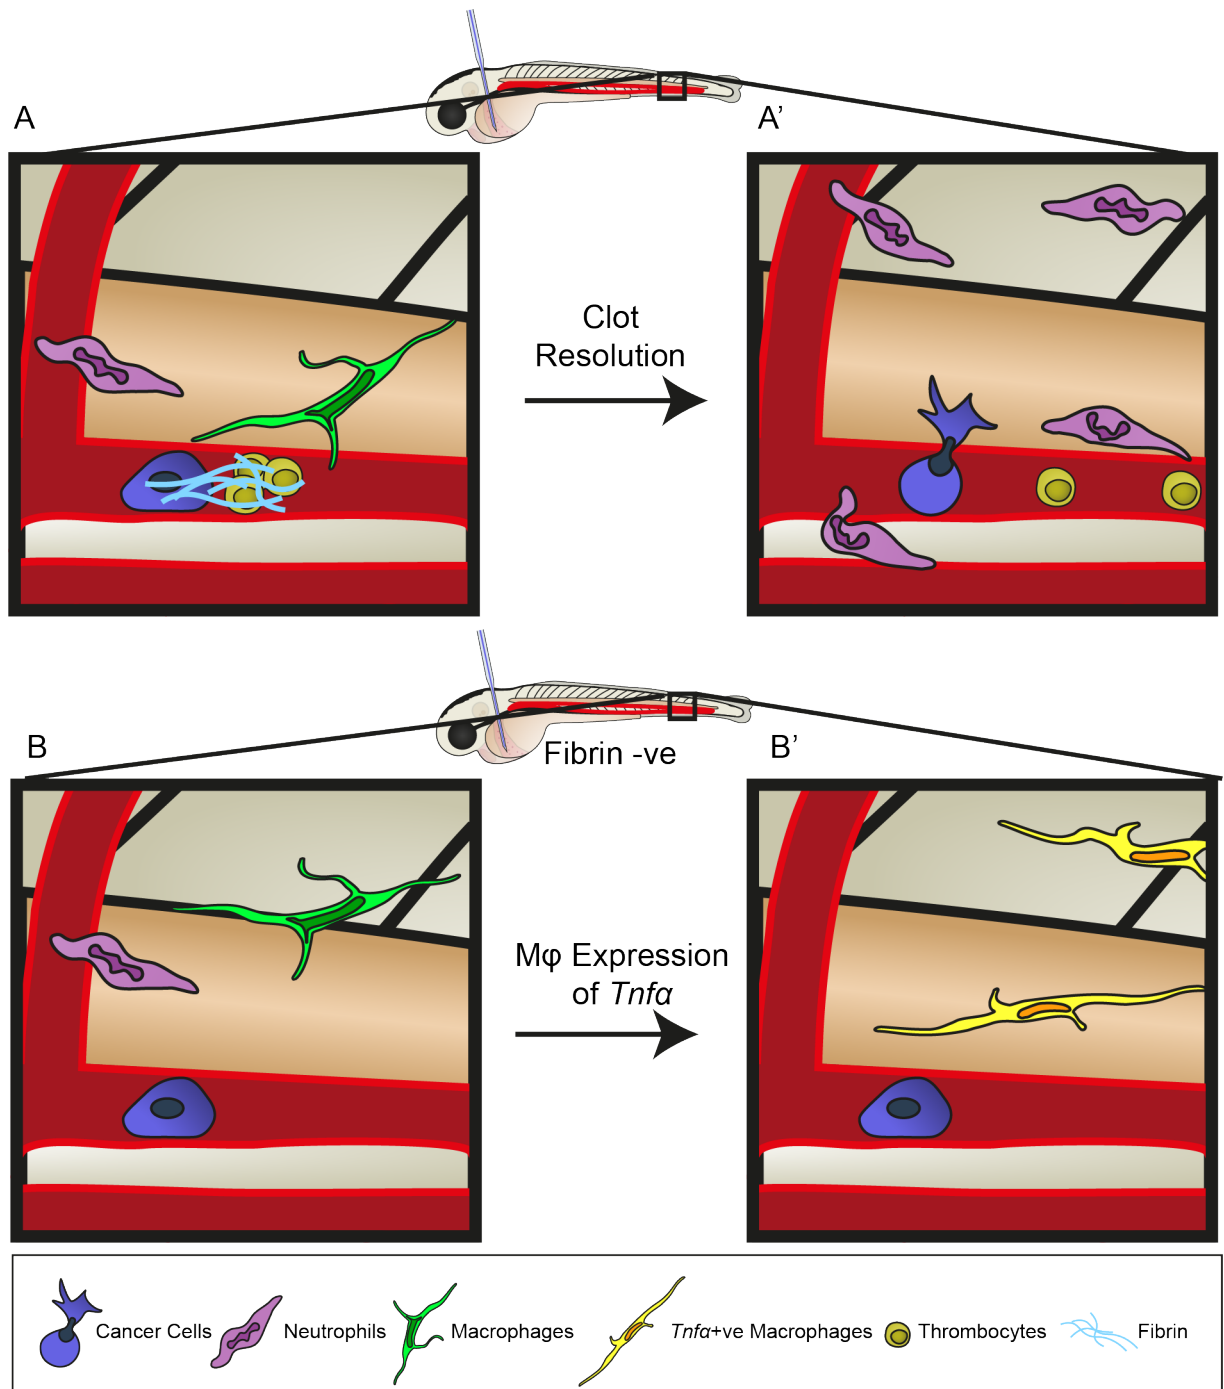 A
A’
Clot
Resolution
B
Fibrin -ve
B’
Mφ Expression
of Tnfα
Cancer Cells
Neutrophils
Macrophages
Tnfα+ve Macrophages
Thrombocytes
Fibrin